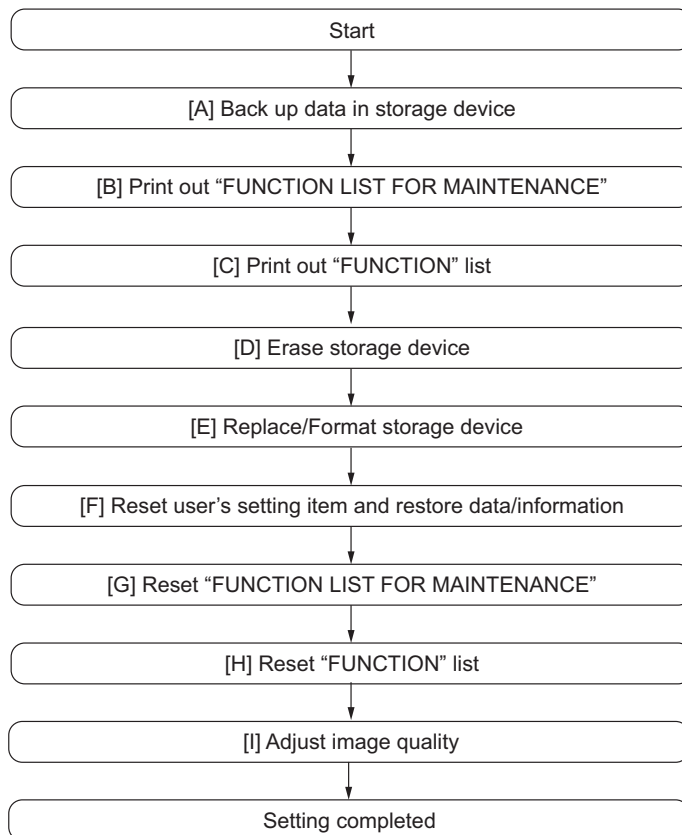 Start
[A] Back up data in storage device
[B] Print out “FUNCTION LIST FOR MAINTENANCE”
[C] Print out “FUNCTION” list
[D] Erase storage device
[E] Replace/Format storage device
[F] Reset user’s setting item and restore data/information
[G] Reset “FUNCTION LIST FOR MAINTENANCE”
[H] Reset “FUNCTION” list
[I] Adjust image quality
Setting completed